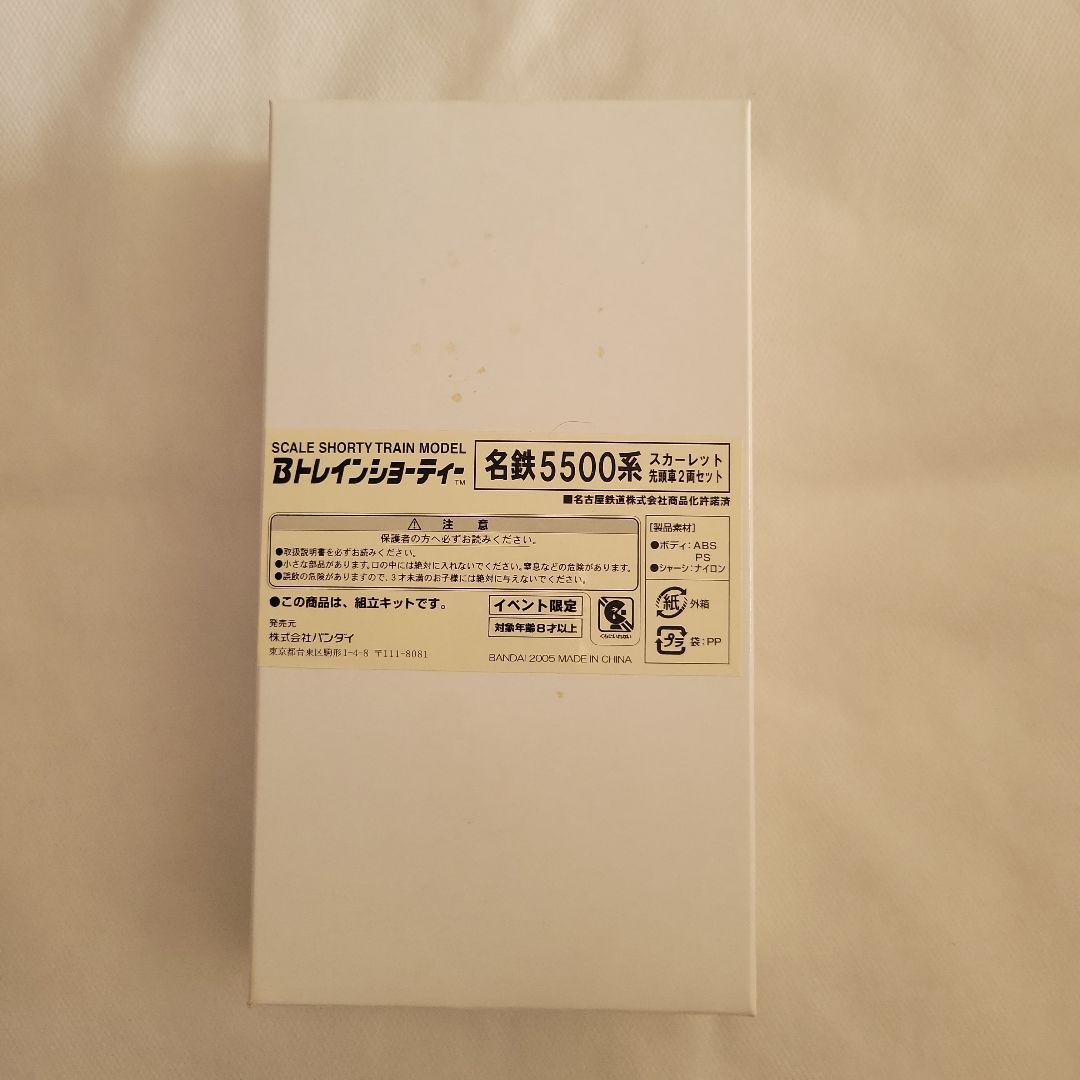 SCALE SHORTY TRAIN MODEL
Bトレインショーティー™
名鉄5500系
スカーレット
先頭車2両セット
■名古屋鉄道株式会社商品化許諾済
⚠ 注意
保護者の方へ必ずお読みください。
●取扱説明書を必ずお読みください。
●小さな部品があります。口の中には絶対に入れないでください。窒息などの危険があります。
●誤飲の危険がありますので、3才未満のお子様には絶対に与えないでください。
●この商品は、組立キットです。
発売元
株式会社バンダイ
東京都台東区駒形1-4-8 〒111-8081
イベント限定
対象年齢8才以上
くちにいれない
BANDAI 2005 MADE IN CHINA
[製品素材]
●ボディ:ABS
PS
●シャーシ:ナイロン
紙 外箱
プラ 袋:PP